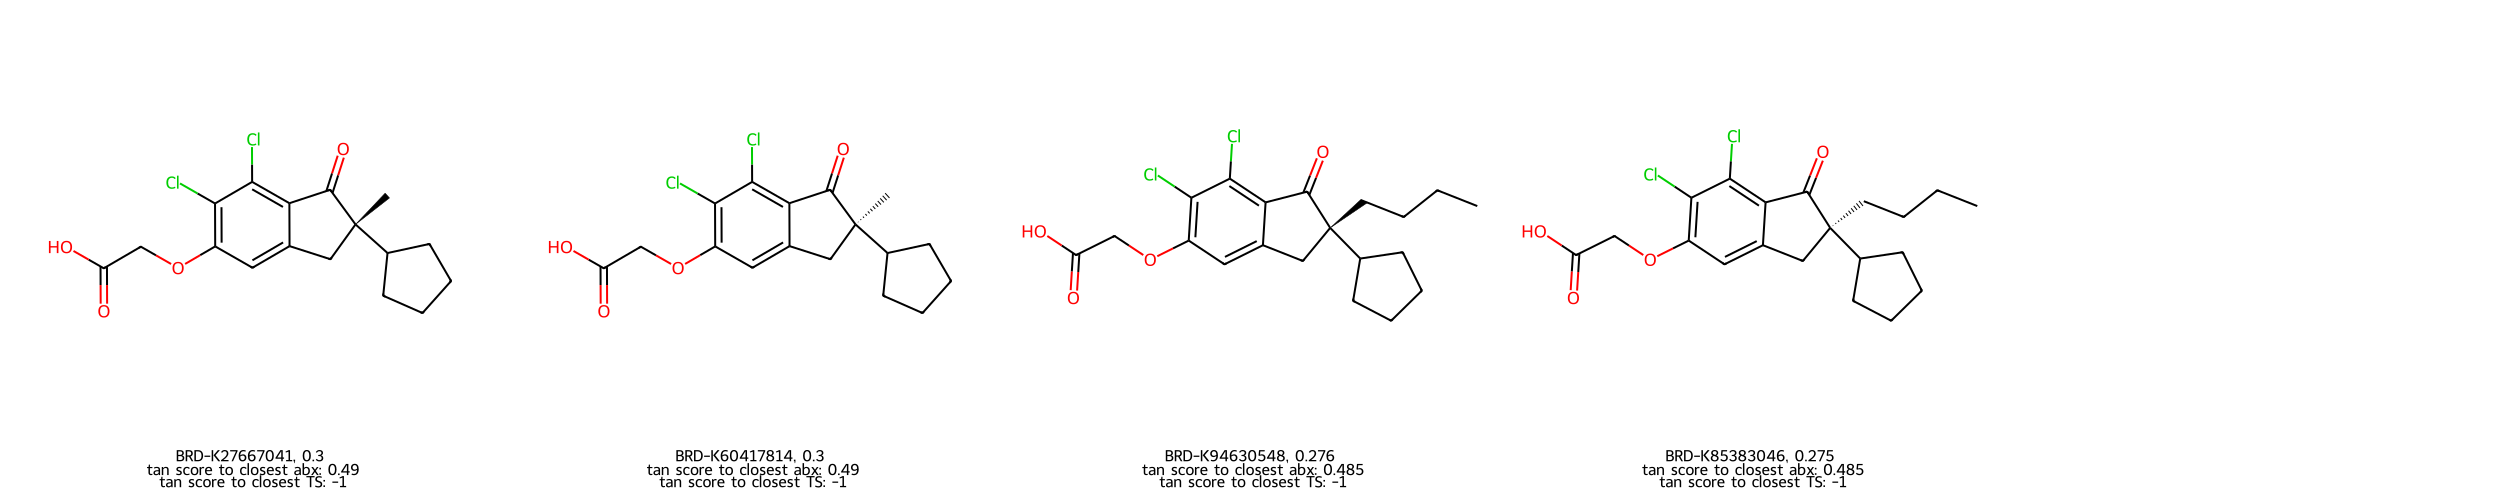 Cl Cl O HO O O
Cl Cl O HO O O
Cl Cl O HO O O
Cl Cl O HO O O
BRD-K27667041, 0.3
tan score to closest abx: 0.49
tan score to closest TS: -1
BRD-K60417814, 0.3
tan score to closest abx: 0.49
tan score to closest TS: -1
BRD-K94630548, 0.276
tan score to closest abx: 0.485
tan score to closest TS: -1
BRD-K85383046, 0.275
tan score to closest abx: 0.485
tan score to closest TS: -1